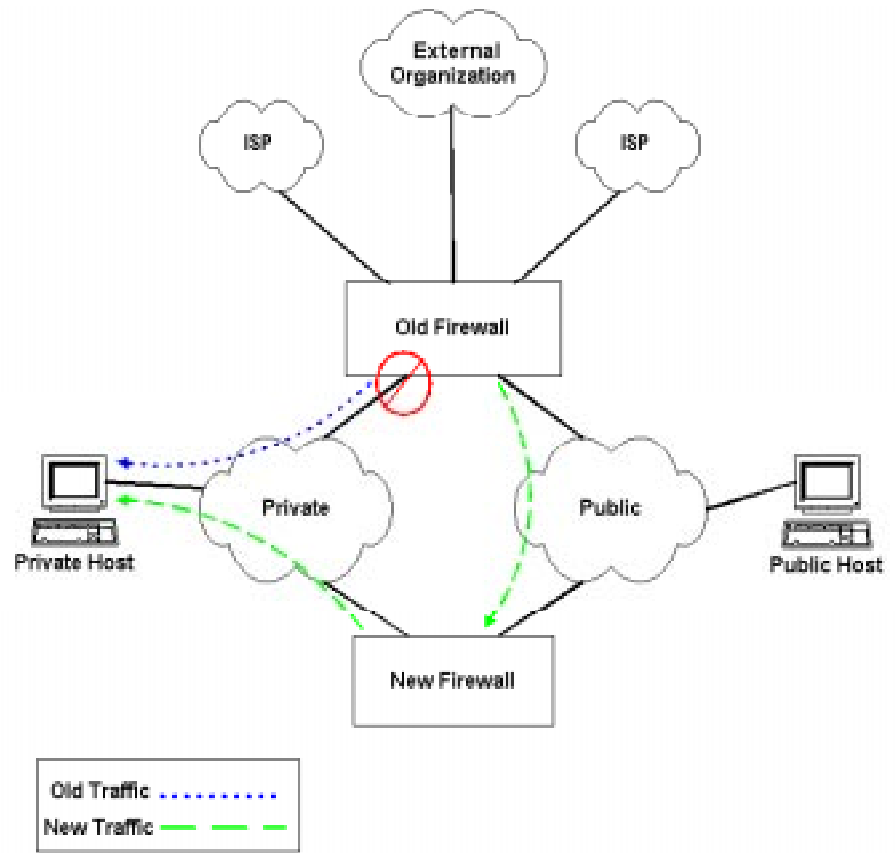 External
Organization
ISP
ISP
Old Firewall
Private
Public
Private Host
Public Host
New Firewall
Old Traffic
New Traffic